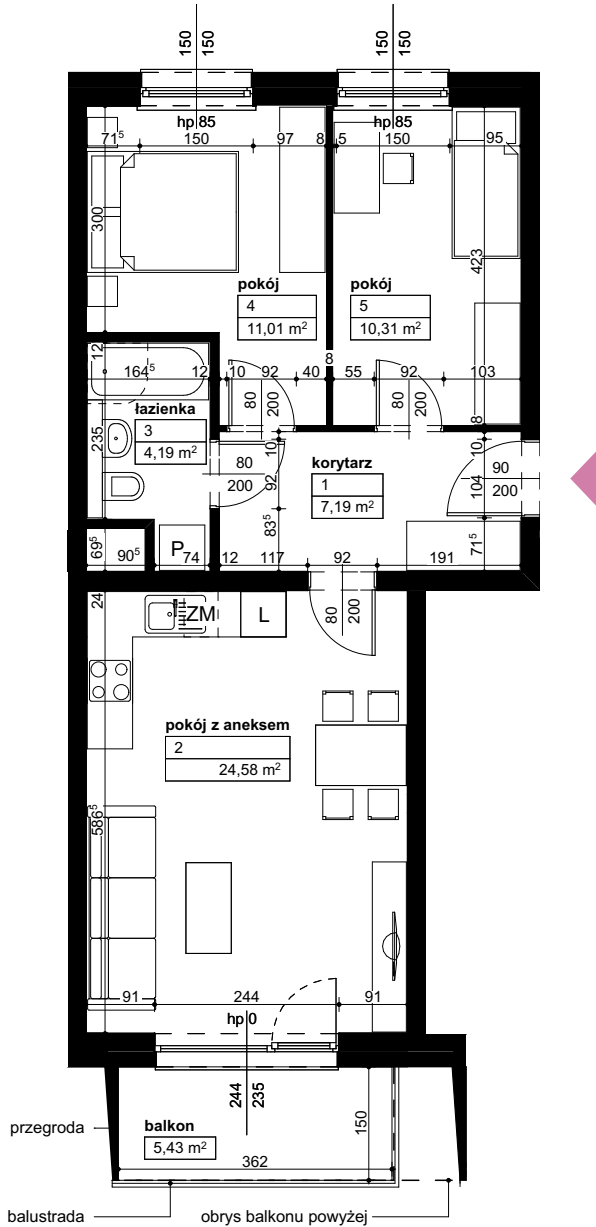 150 150 150 150
hp 85 hp 85
71⁵ 150 97 8 5 150 95
300 423
pokój pokój
4 5
11,01 m² 10,31 m²
12 8
164⁵ 12 10 92 40 55 92 103
80 200 80 200 8
łazienka
3
4,19 m²
235
80
200
10 92 83⁵
korytarz
1
7,19 m²
10 104 71⁵
90
200
69⁵ 90⁵ P 74 12 117 92 191
24 ZM L 80 200
pokój z aneksem
2
24,58 m²
586⁵
91 244 91
hp 0
244 235
przegroda
balkon
5,43 m²
150
362
balustrada
obrys balkonu powyżej